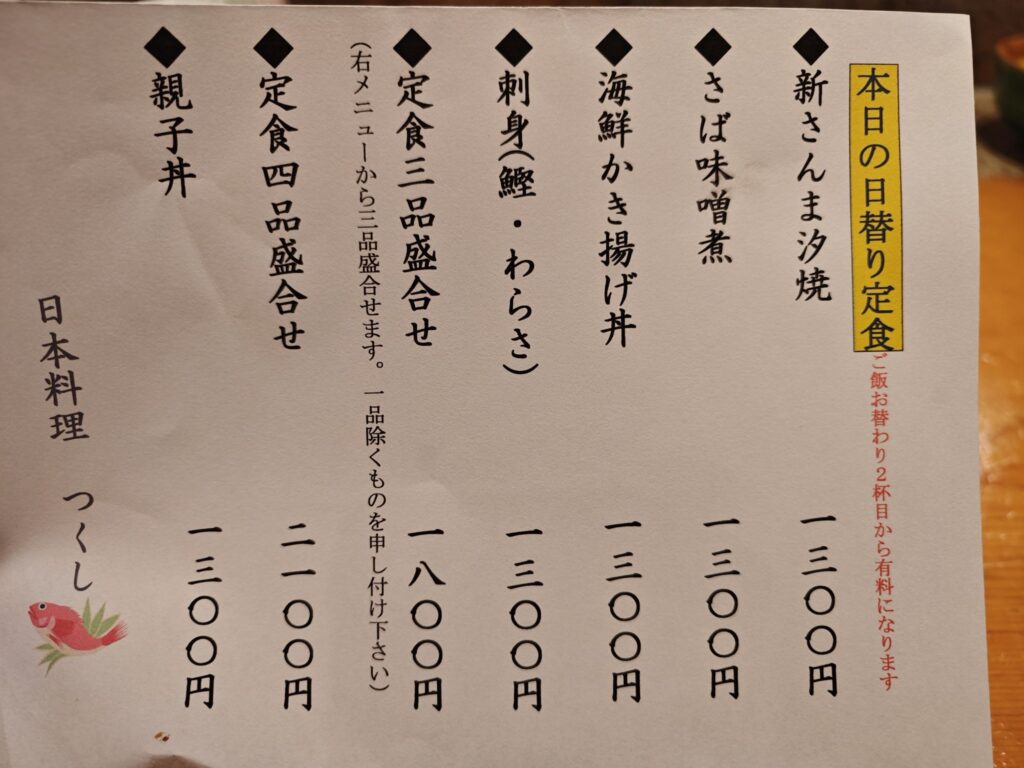 本日の日替り定食ご飯お替わり2杯目から有料になります
◆新さんま汐焼 一三〇〇円
◆さば味噌煮 一三〇〇円
◆海鮮かき揚げ丼 一三〇〇円
◆刺身(鰹・わらさ) 一三〇〇円
◆定食三品盛合せ 一八〇〇円
(右メニューから三品盛合せます。一品除くものを申し付け下さい)
◆定食四品盛合せ 二一〇〇円
◆親子丼 一三〇〇円
日本料理 つくし